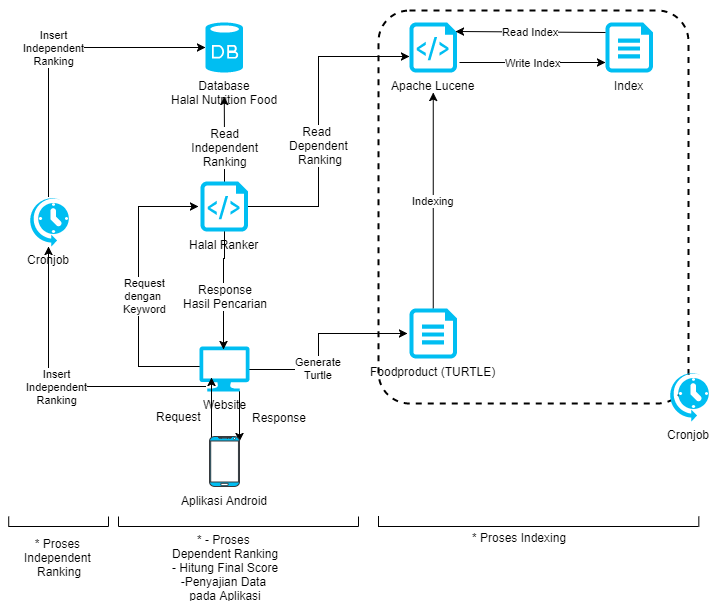 Insert
Independent
Ranking
DB
Database
Halal Nutrition Food
</>
Apache Lucene
Read Index
Write Index
Index
Read
Independent
Ranking
Read
Dependent
Ranking
</>
Halal Ranker
Cronjob
Indexing
Request
dengan
Keyword
Response
Hasil Pencarian
Generate
Turtle
Foodproduct (TURTLE)
Insert
Independent
Ranking
Website
Request
Response
Cronjob
Aplikasi Android
* Proses
Independent
Ranking
* - Proses
Dependent Ranking
- Hitung Final Score
-Penyajian Data
pada Aplikasi
* Proses Indexing